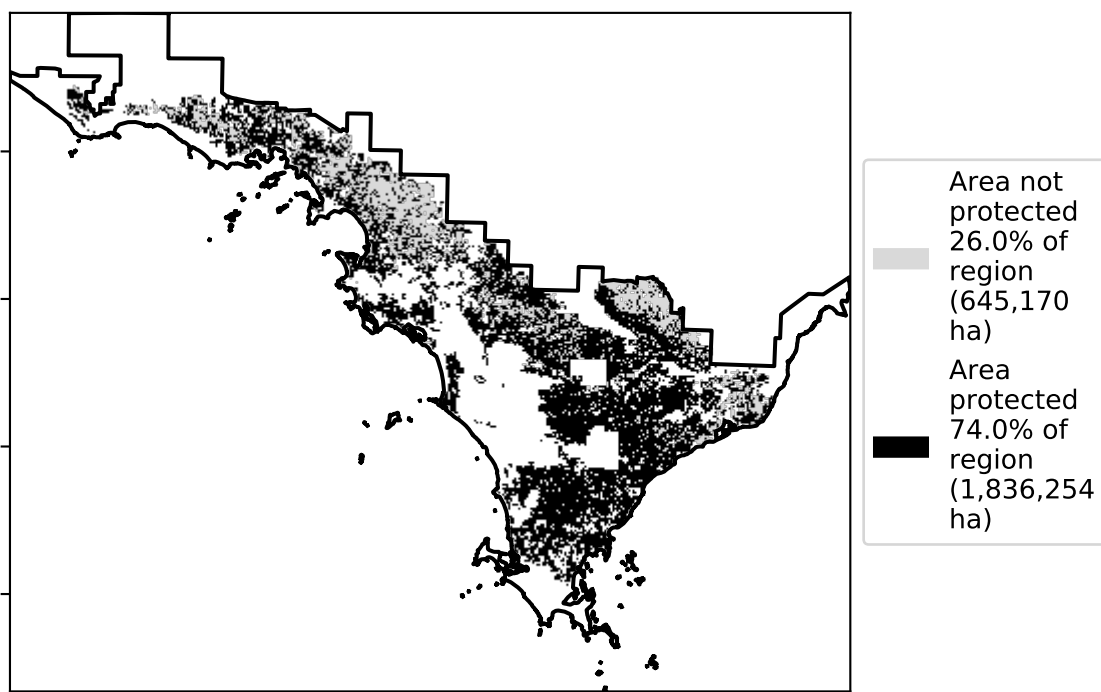 Area not
protected
26.0% of
region
(645,170
ha)
Area
protected
74.0% of
region
(1,836,254
ha)